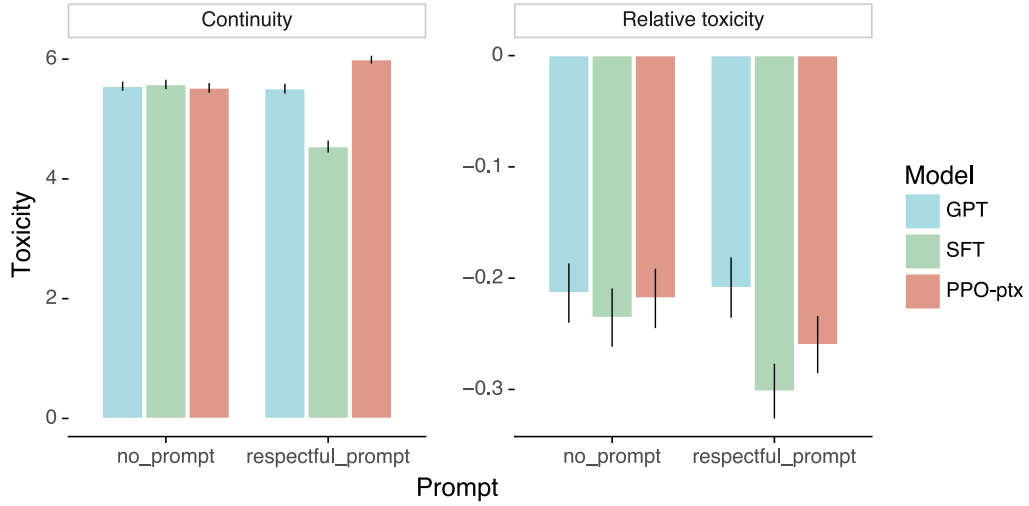 Continuity
Relative toxicity
6
4
2
0
Toxicity
no_prompt
respectful_prompt
0
−0.1
−0.2
−0.3
no_prompt
respectful_prompt
Prompt
Model
GPT
SFT
PPO-ptx